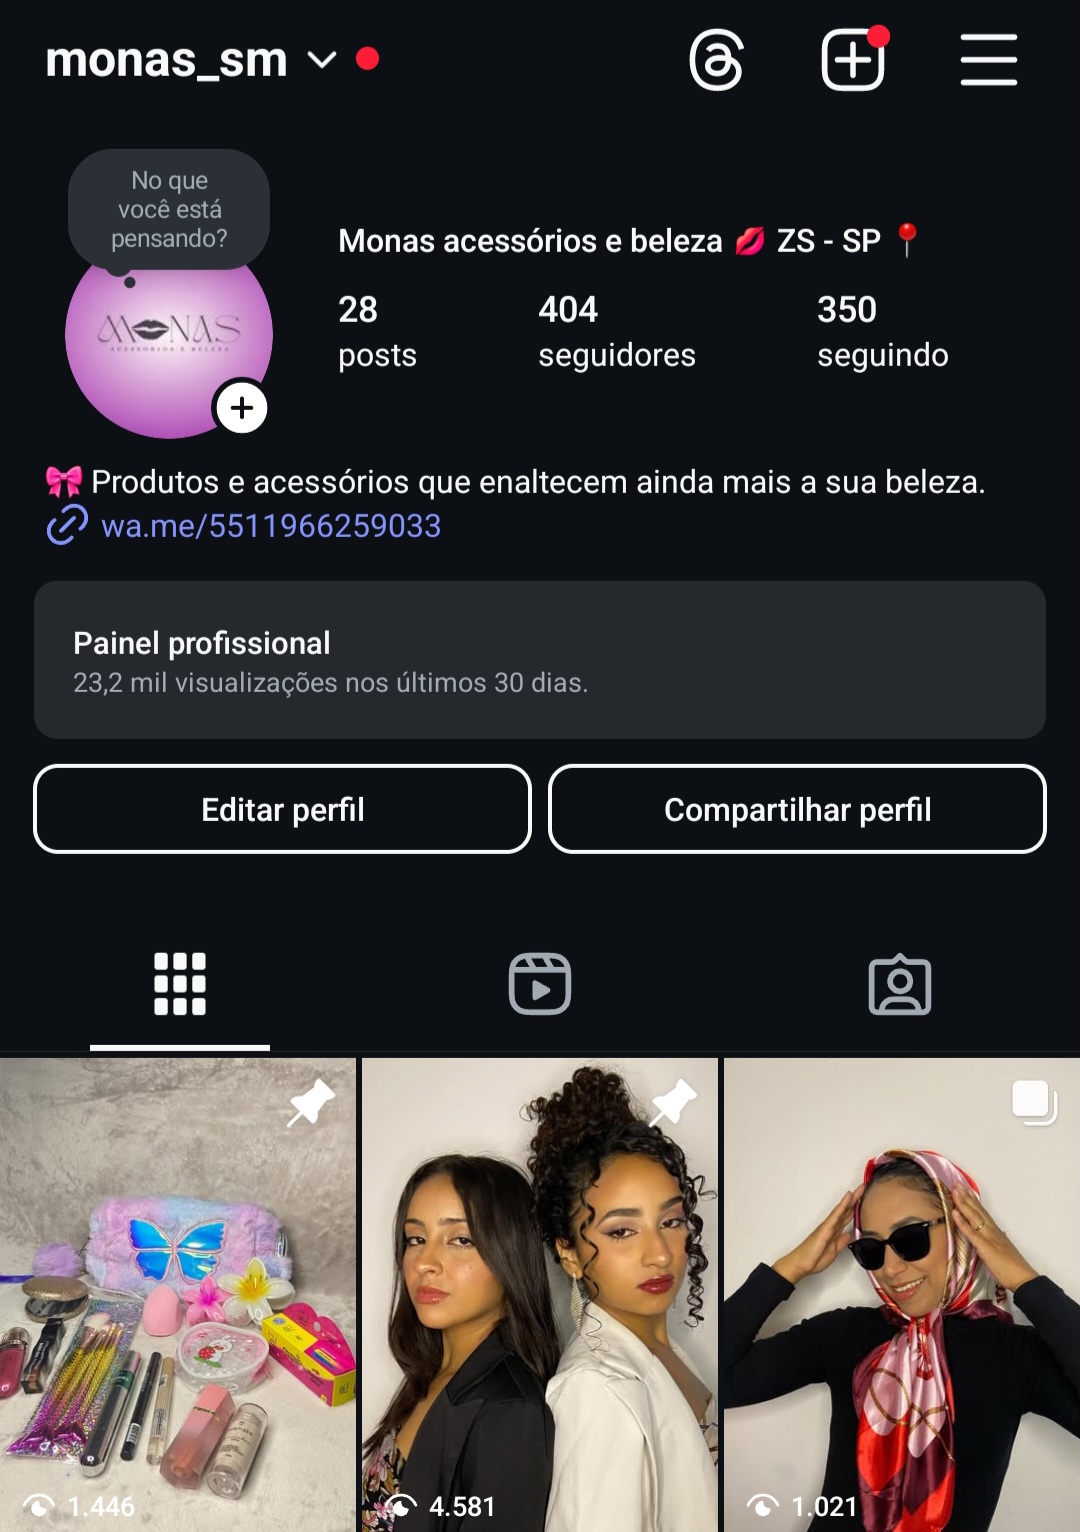 monas_sm
No que
você está
pensando?
MONAS
ACESSÓRIOS E BELEZA
Monas acessórios e beleza 💋 ZS - SP 📍
28
posts
404
seguidores
350
seguindo
🎀 Produtos e acessórios que enaltecem ainda mais a sua beleza.
wa.me/5511966259033
Painel profissional
23,2 mil visualizações nos últimos 30 dias.
Editar perfil
Compartilhar perfil
1.446
4.581
1.021